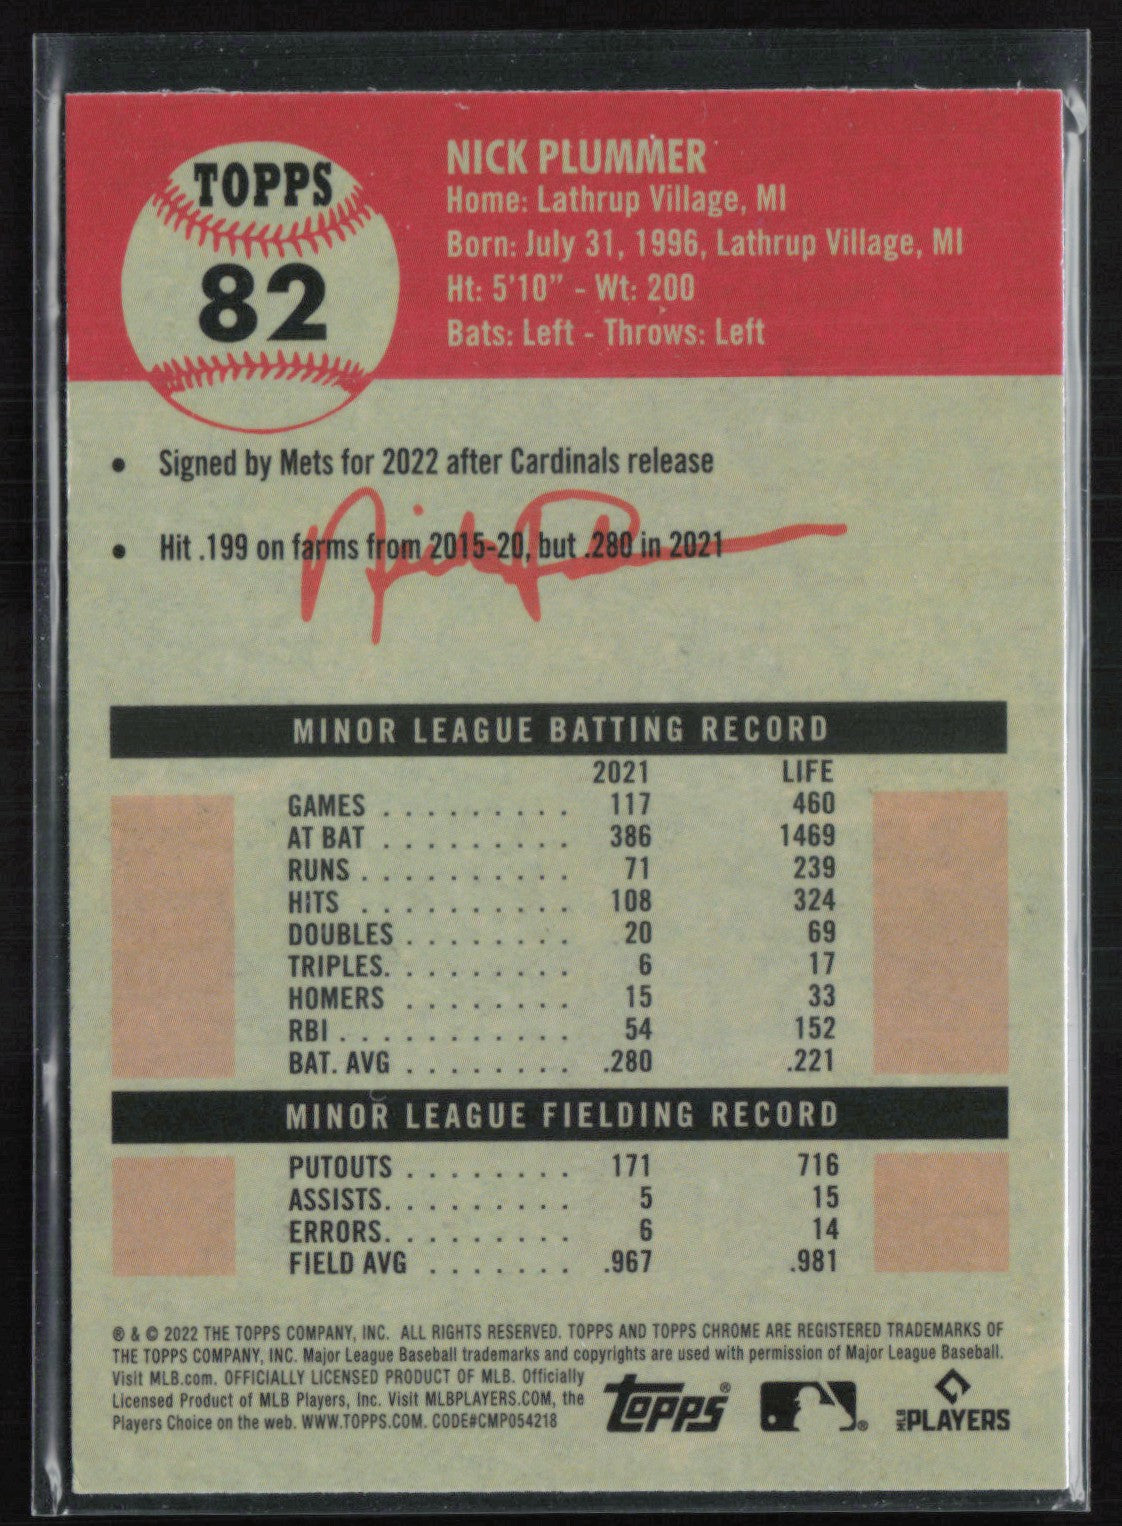 TOPPS
82
NICK PLUMMER
Home: Lathrup Village, MI
Born: July 31, 1996, Lathrup Village, MI
Ht: 5'10" - Wt: 200
Bats: Left - Throws: Left
• Signed by Mets for 2022 after Cardinals release
• Hit .199 on farms from 2015-20, but .280 in 2021
MINOR LEAGUE BATTING RECORD
2021 LIFE
GAMES . . . . . . . . . . 117 460
AT BAT . . . . . . . . . . 386 1469
RUNS . . . . . . . . . . . 71 239
HITS . . . . . . . . . . . 108 324
DOUBLES . . . . . . . . 20 69
TRIPLES. . . . . . . . . . 6 17
HOMERS . . . . . . . . 15 33
RBI . . . . . . . . . . . . 54 152
BAT. AVG . . . . . . . . .280 .221
MINOR LEAGUE FIELDING RECORD
PUTOUTS . . . . . . . . 171 716
ASSISTS. . . . . . . . . . 5 15
ERRORS. . . . . . . . . . 6 14
FIELD AVG . . . . . . . .967 .981
® & © 2022 THE TOPPS COMPANY, INC. ALL RIGHTS RESERVED. TOPPS AND TOPPS CHROME ARE REGISTERED TRADEMARKS OF
THE TOPPS COMPANY, INC. Major League Baseball trademarks and copyrights are used with permission of Major League Baseball.
Visit MLB.com. OFFICIALLY LICENSED PRODUCT OF MLB. Officially
Licensed Product of MLB Players, Inc. Visit MLBPLAYERS.COM, the
Players Choice on the web. WWW.TOPPS.COM. CODE#CMP054218
Topps®
®
MLB PLAYERS